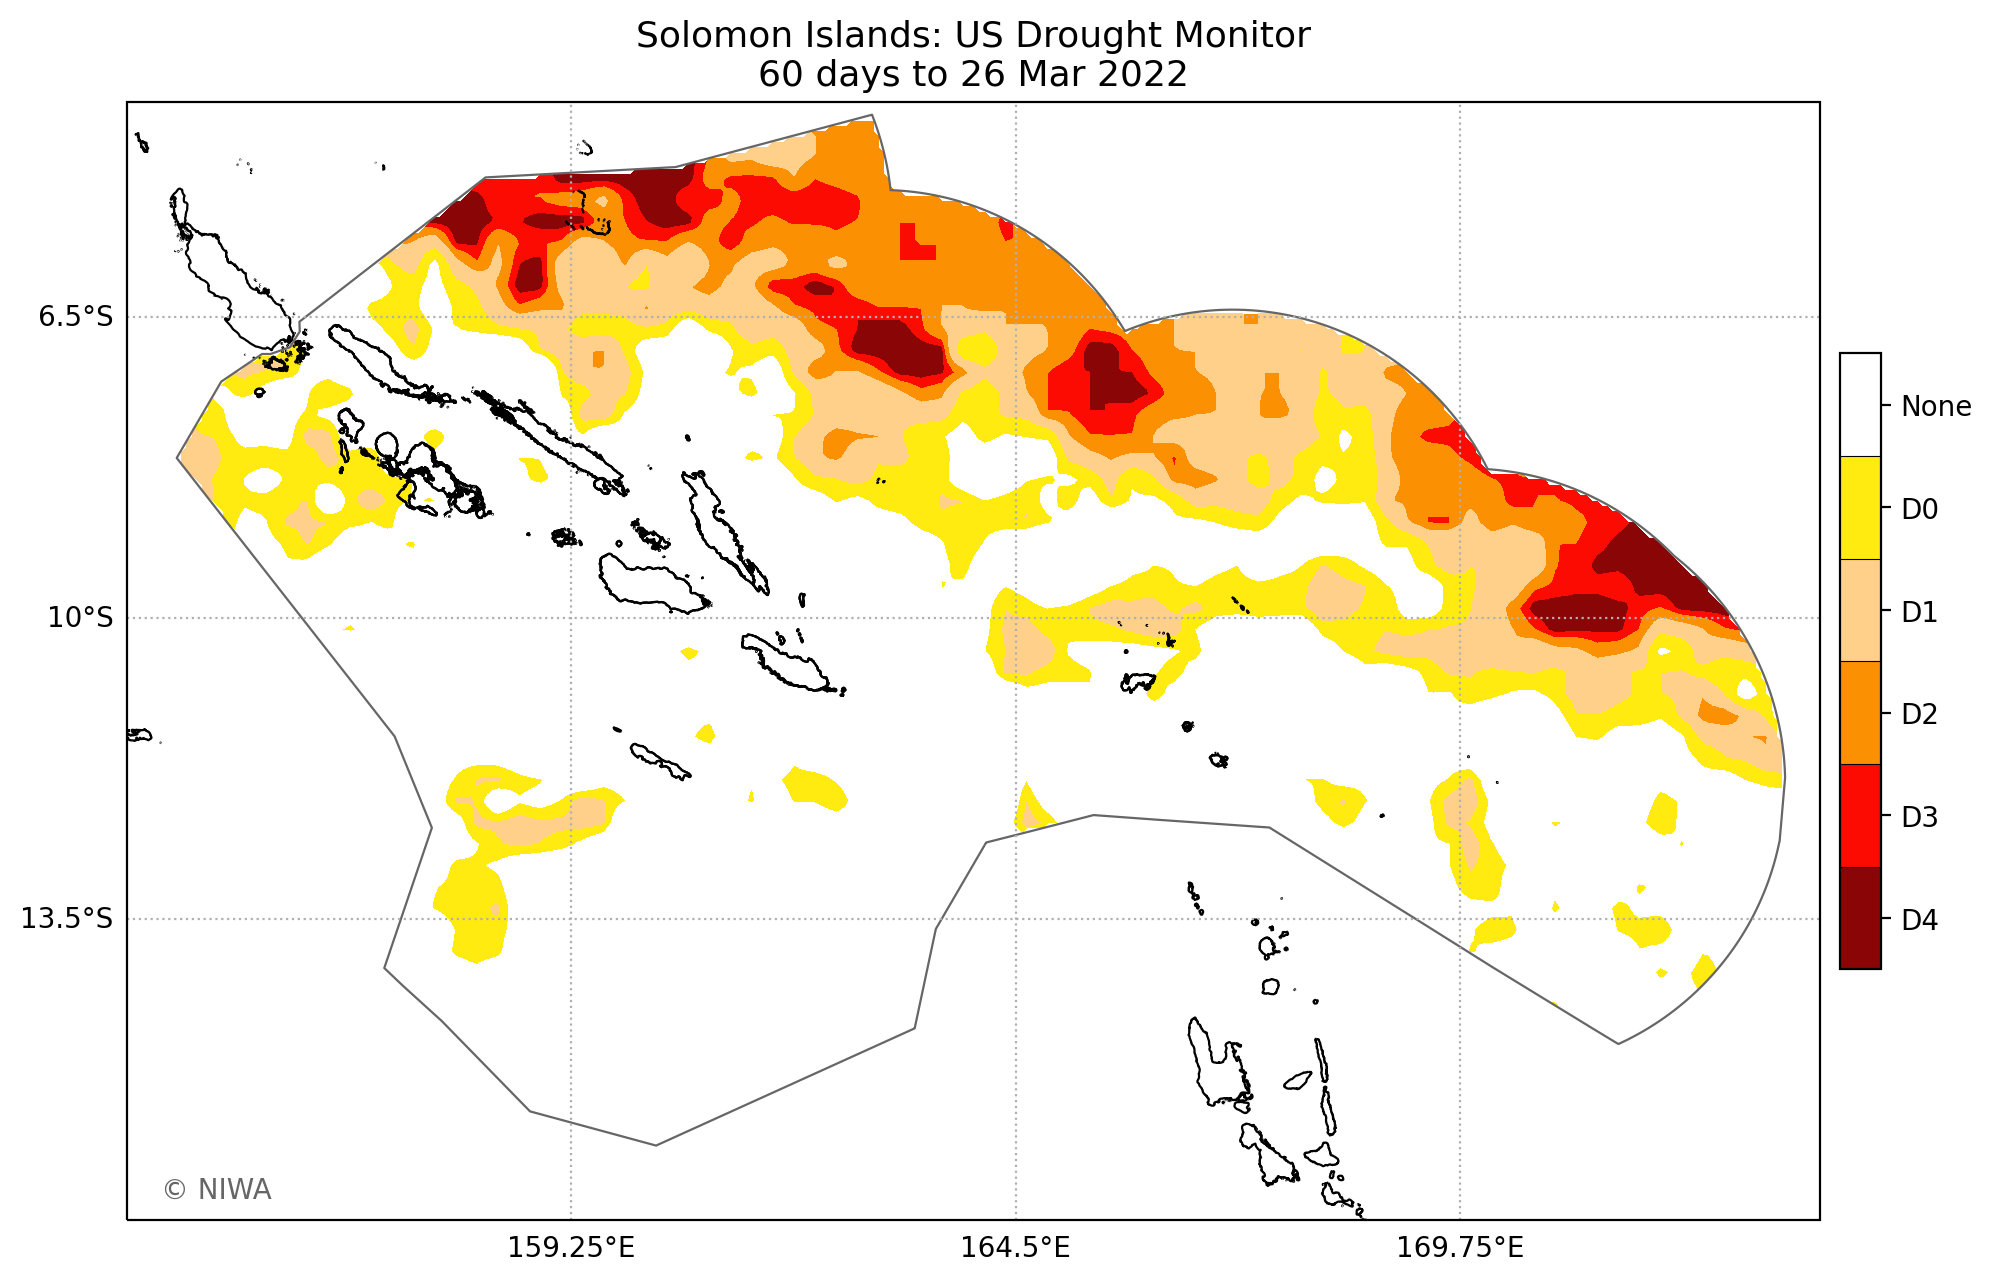 Solomon Islands: US Drought Monitor
60 days to 26 Mar 2022
6.5°S
10°S
13.5°S
159.25°E
164.5°E
169.75°E
None
D0
D1
D2
D3
D4
© NIWA